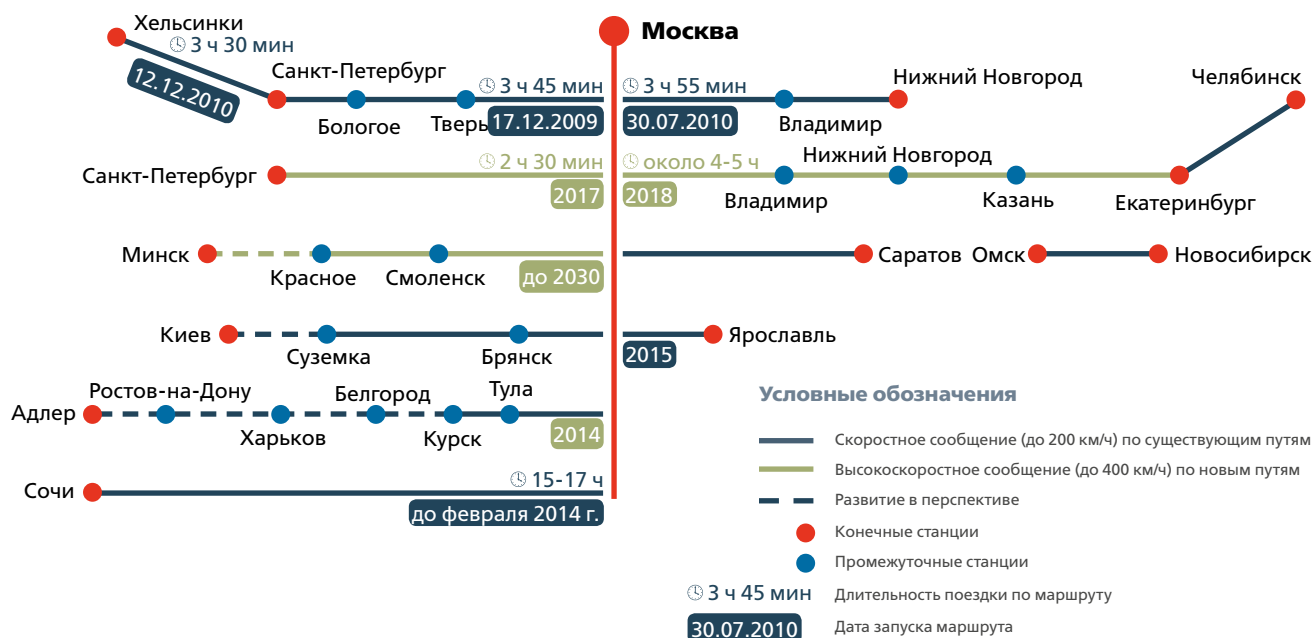 Хельсинки
3 ч 30 мин
12.12.2010
Москва
Санкт-Петербург
3 ч 45 мин
3 ч 55 мин
Нижний Новгород
Челябинск
Бологое
Тверь
17.12.2009
30.07.2010
Владимир
Санкт-Петербург
2 ч 30 мин
2017
около 4-5 ч
2018
Нижний Новгород
Владимир
Казань
Екатеринбург
Минск
Красное
Смоленск
до 2030
Саратов
Омск
Новосибирск
Киев
Суземка
Брянск
2015
Ярославль
Адлер
Ростов-на-Дону
Харьков
Белгород
Курск
Тула
2014
Сочи
15-17 ч
до февраля 2014 г.
Условные обозначения
Скоростное сообщение (до 200 км/ч) по существующим путям
Высокоскоростное сообщение (до 400 км/ч) по новым путям
Развитие в перспективе
Конечные станции
Промежуточные станции
3 ч 45 мин
Длительность поездки по маршруту
30.07.2010
Дата запуска маршрута